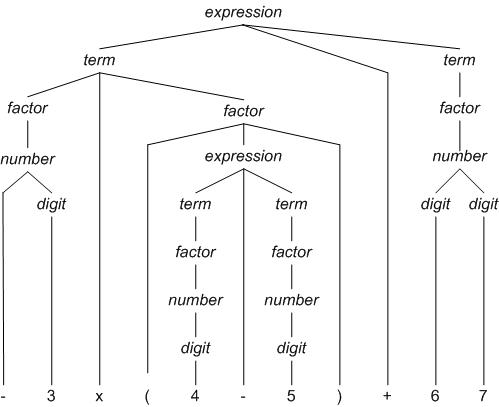 expression
term term
factor factor factor
number expression number
digit term term digit digit
factor factor
number number
digit digit
- 3 x ( 4 - 5 ) + 6 7